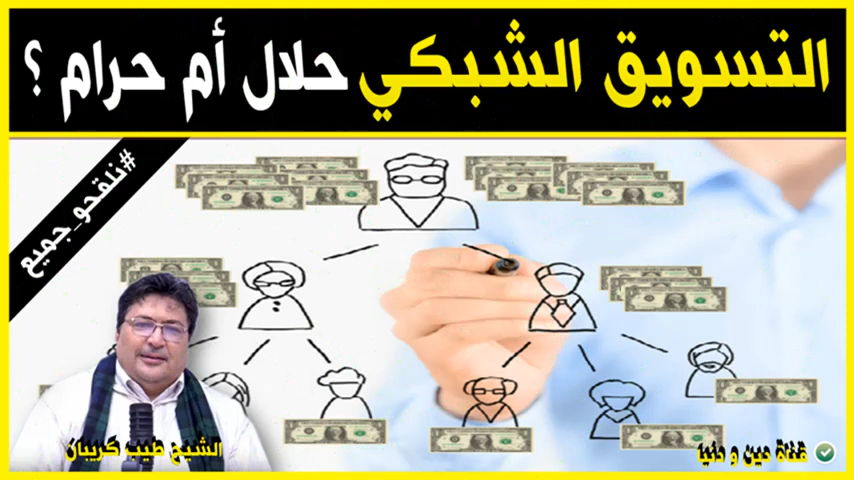 التسويق الشبكي حلال أم حرام ؟
#نلقحو_جميع
الشيخ طيب كريبان
قناة دين و دنيا